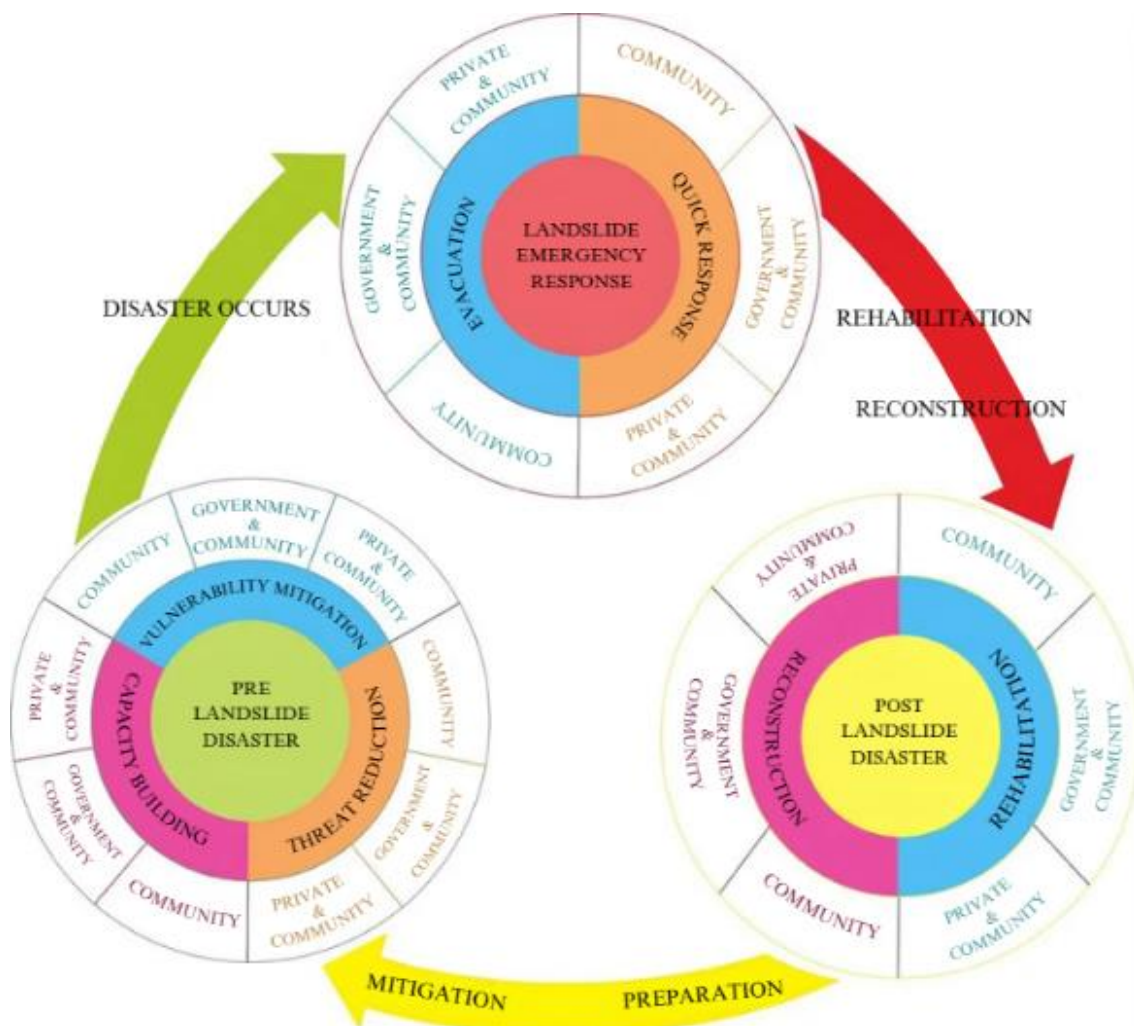 PRIVATE
&
COMMUNITY
COMMUNITY
GOVERNMENT
&
COMMUNITY
EVACUATION
LANDSLIDE
EMERGENCY
RESPONSE
QUICK RESPONSE
GOVERNMENT
&
COMMUNITY
COMMUNITY
PRIVATE
&
COMMUNITY
DISASTER OCCURS
REHABILITATION
RECONSTRUCTION
COMMUNITY
GOVERNMENT
&
COMMUNITY
PRIVATE
&
COMMUNITY
VULNERABILITY MITIGATION
PRIVATE
&
COMMUNITY
CAPACITY BUILDING
PRE
LANDSLIDE
DISASTER
THREAT REDUCTION
COMMUNITY
GOVERNMENT
&
COMMUNITY
GOVERNMENT
&
COMMUNITY
COMMUNITY
PRIVATE
&
COMMUNITY
PRIVATE
&
COMMUNITY
COMMUNITY
GOVERNMENT
&
COMMUNITY
RECONSTRUCTION
POST
LANDSLIDE
DISASTER
REHABILITATION
GOVERNMENT
&
COMMUNITY
COMMUNITY
PRIVATE
&
COMMUNITY
MITIGATION
PREPARATION